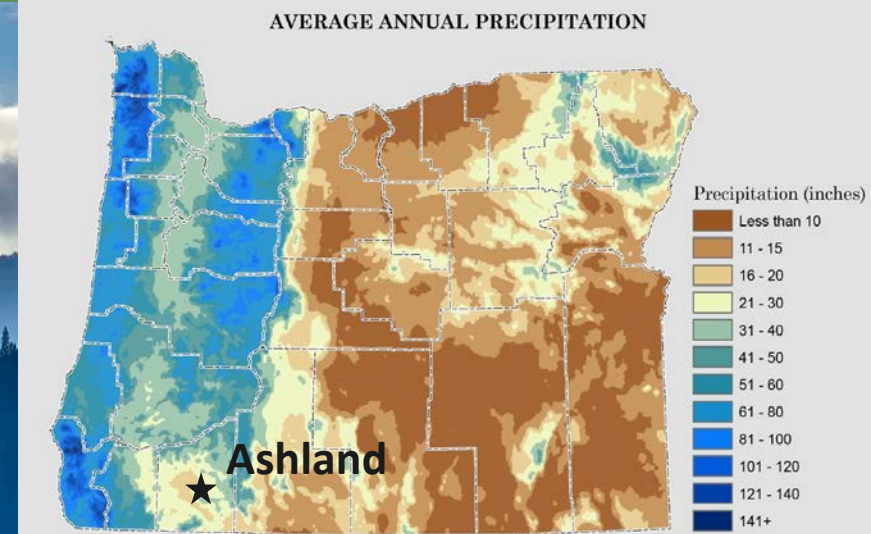 AVERAGE ANNUAL PRECIPITATION
Ashland
Precipitation (inches)
Less than 10
11 - 15
16 - 20
21 - 30
31 - 40
41 - 50
51 - 60
61 - 80
81 - 100
101 - 120
121 - 140
141+